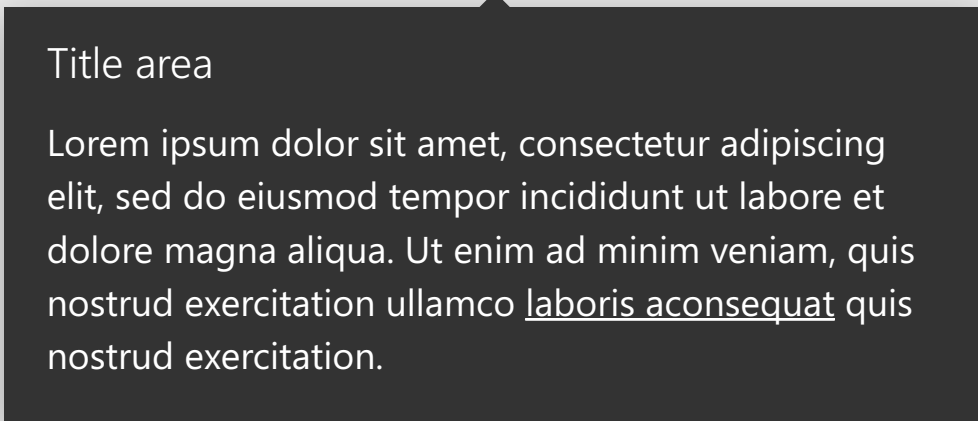 Title area
Lorem ipsum dolor sit amet, consectetur adipiscing
elit, sed do eiusmod tempor incididunt ut labore et
dolore magna aliqua. Ut enim ad minim veniam, quis
nostrud exercitation ullamco laboris aconsequat quis
nostrud exercitation.